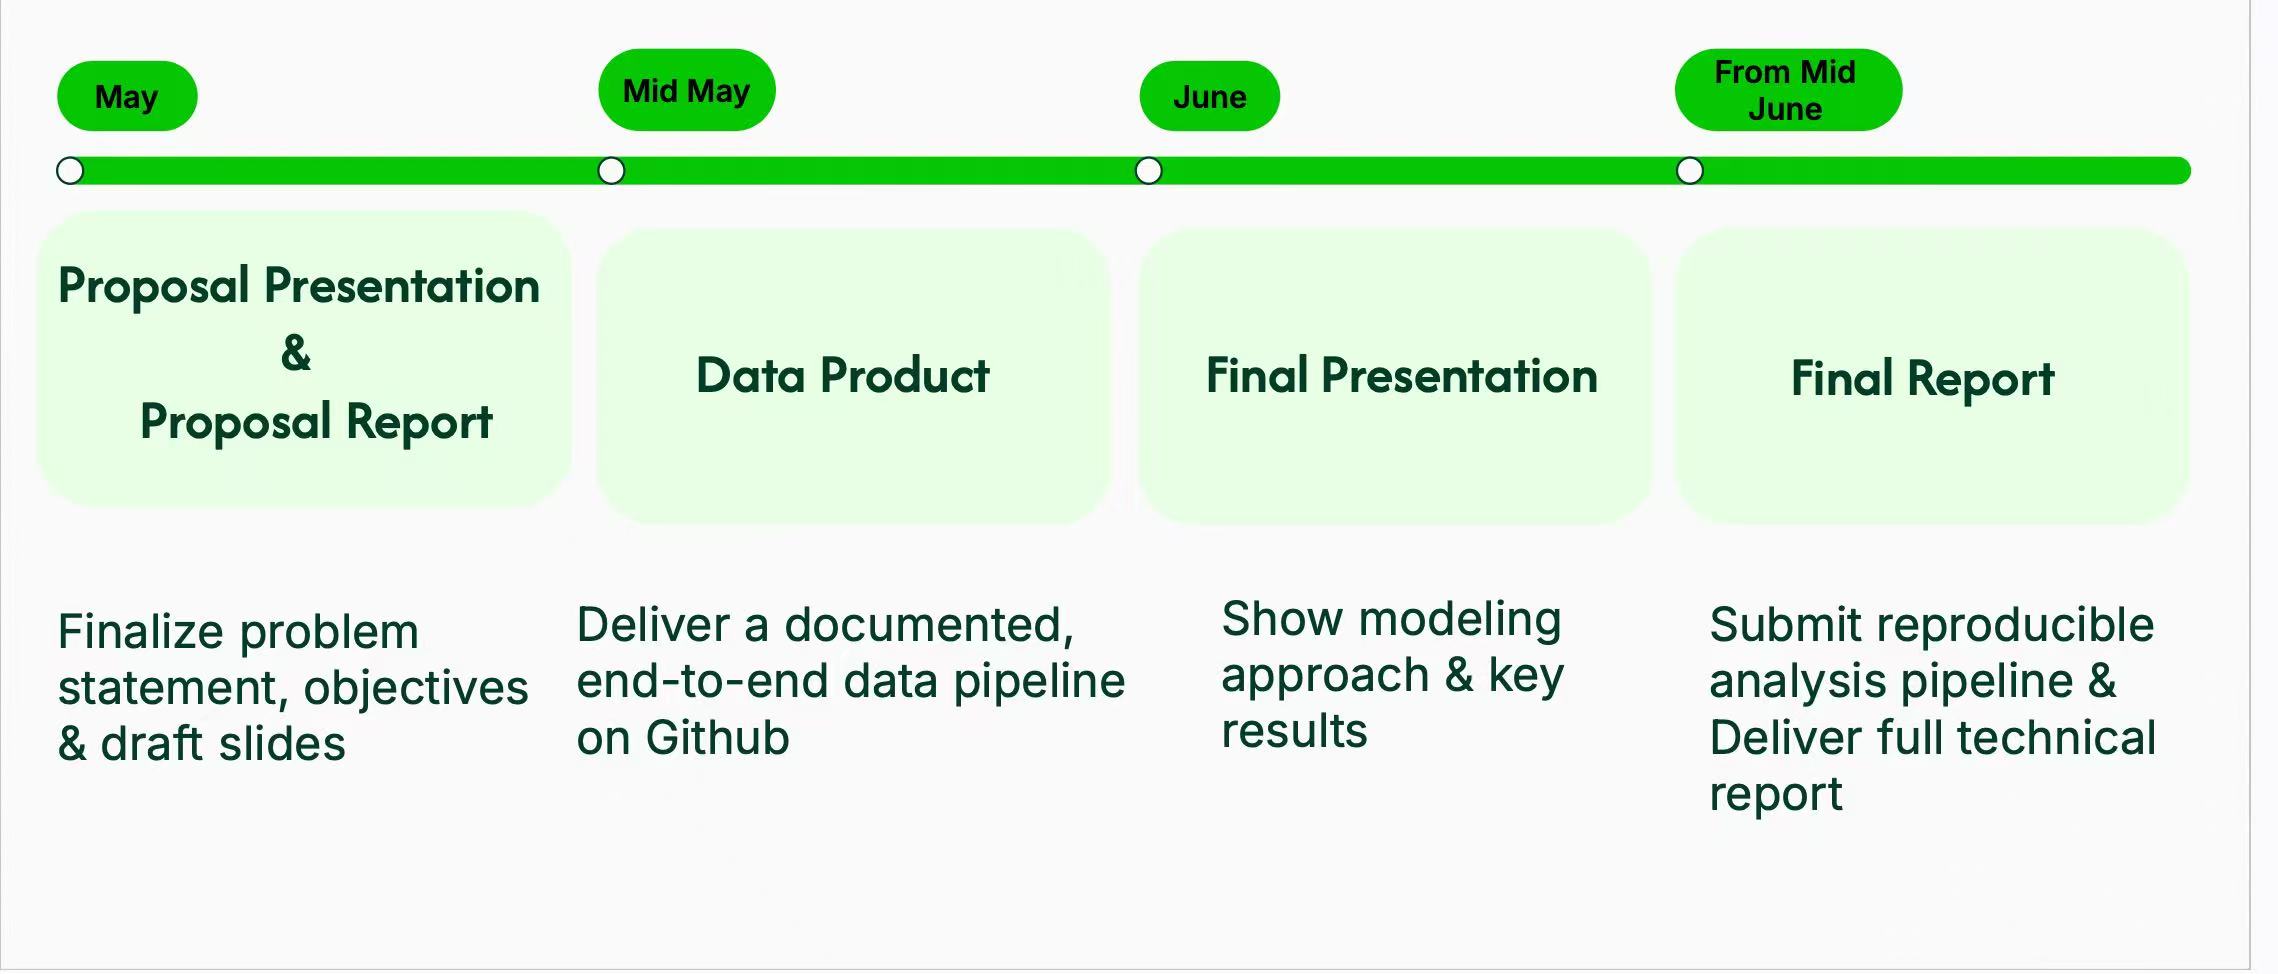 May
Mid May
June
From Mid
June
Proposal Presentation
&
Proposal Report
Data Product
Final Presentation
Final Report
Finalize problem
statement, objectives
& draft slides
Deliver a documented,
end-to-end data pipeline
on Github
Show modeling
approach & key
results
Submit reproducible
analysis pipeline &
Deliver full technical
report